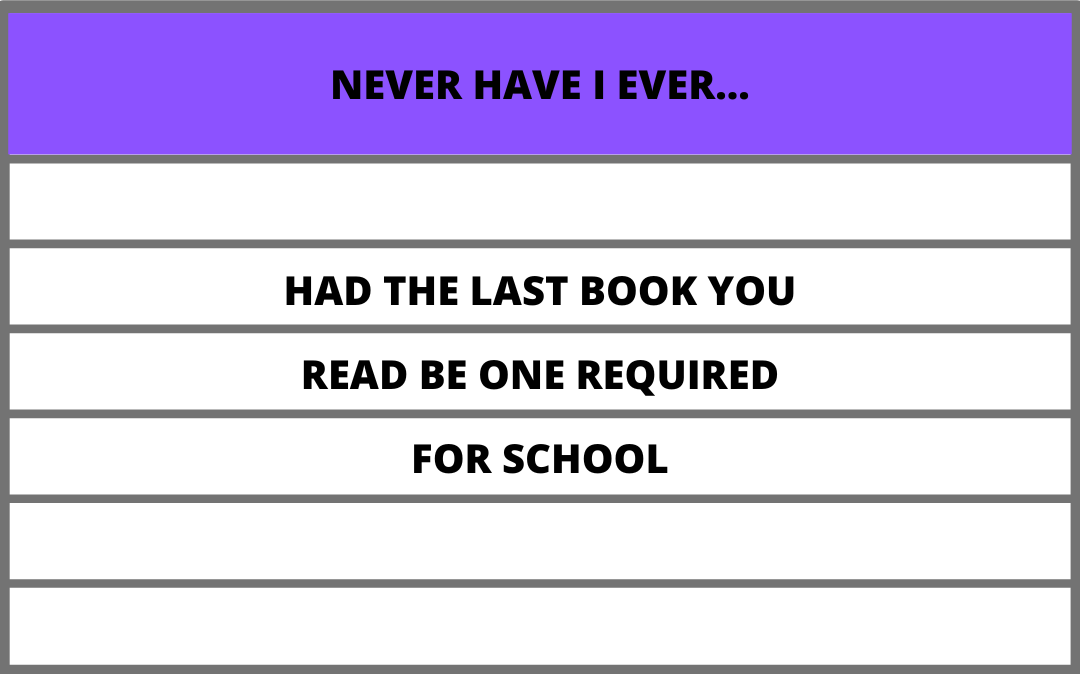 NEVER HAVE I EVER...
HAD THE LAST BOOK YOU
READ BE ONE REQUIRED
FOR SCHOOL